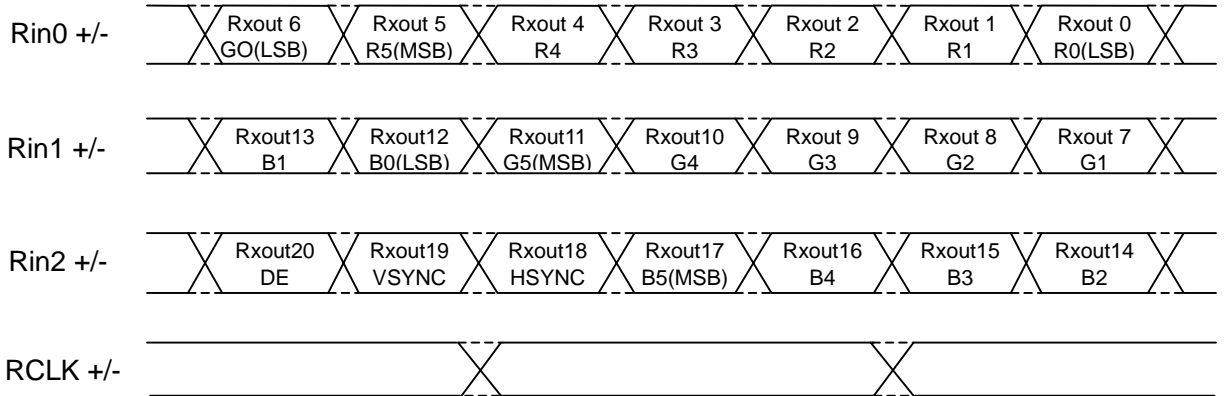 Rin0 +/-
Rxout 6 Rxout 5 Rxout 4 Rxout 3 Rxout 2 Rxout 1 Rxout 0
GO(LSB) R5(MSB) R4 R3 R2 R1 R0(LSB)
Rin1 +/-
Rxout13 Rxout12 Rxout11 Rxout10 Rxout 9 Rxout 8 Rxout 7
B1 B0(LSB) G5(MSB) G4 G3 G2 G1
Rin2 +/-
Rxout20 Rxout19 Rxout18 Rxout17 Rxout16 Rxout15 Rxout14
DE VSYNC HSYNC B5(MSB) B4 B3 B2
RCLK +/-